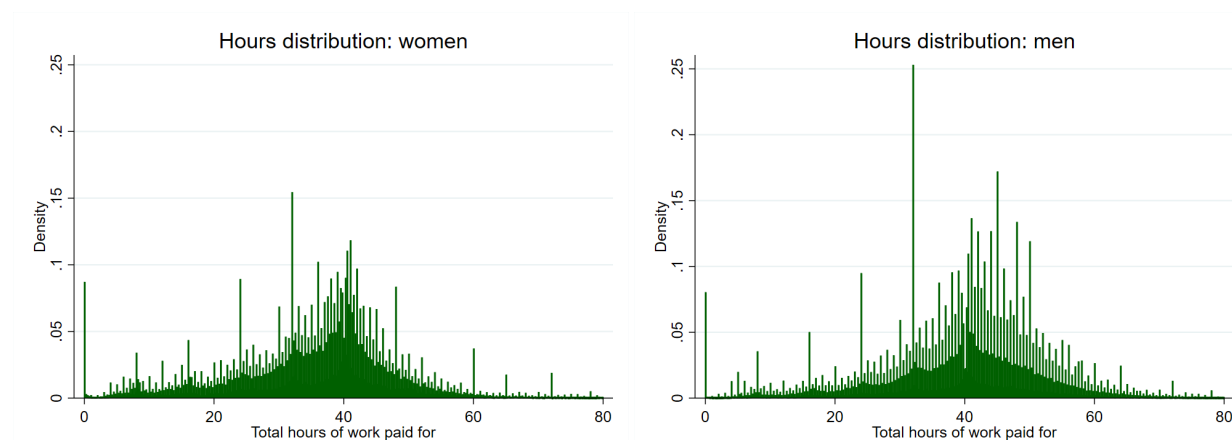 Hours distribution: women
Density
0 .05 .1 .15 .2 .25
0 20 40 60 80
Total hours of work paid for
Hours distribution: men
Density
0 .05 .1 .15 .2 .25
0 20 40 60 80
Total hours of work paid for